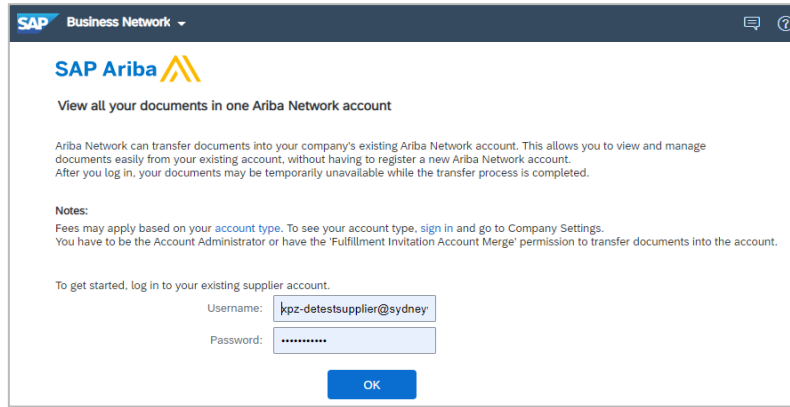 SAP Business Network
SAP Ariba
View all your documents in one Ariba Network account
Ariba Network can transfer documents into your company's existing Ariba Network account. This allows you to view and manage
documents easily from your existing account, without having to register a new Ariba Network account.
After you log in, your documents may be temporarily unavailable while the transfer process is completed.
Notes:
Fees may apply based on your account type. To see your account type, sign in and go to Company Settings.
You have to be the Account Administrator or have the 'Fulfillment Invitation Account Merge' permission to transfer documents into the account.
To get started, log in to your existing supplier account.
Username: xpz-detestsupplier@sydney
Password: •••••••••••
OK